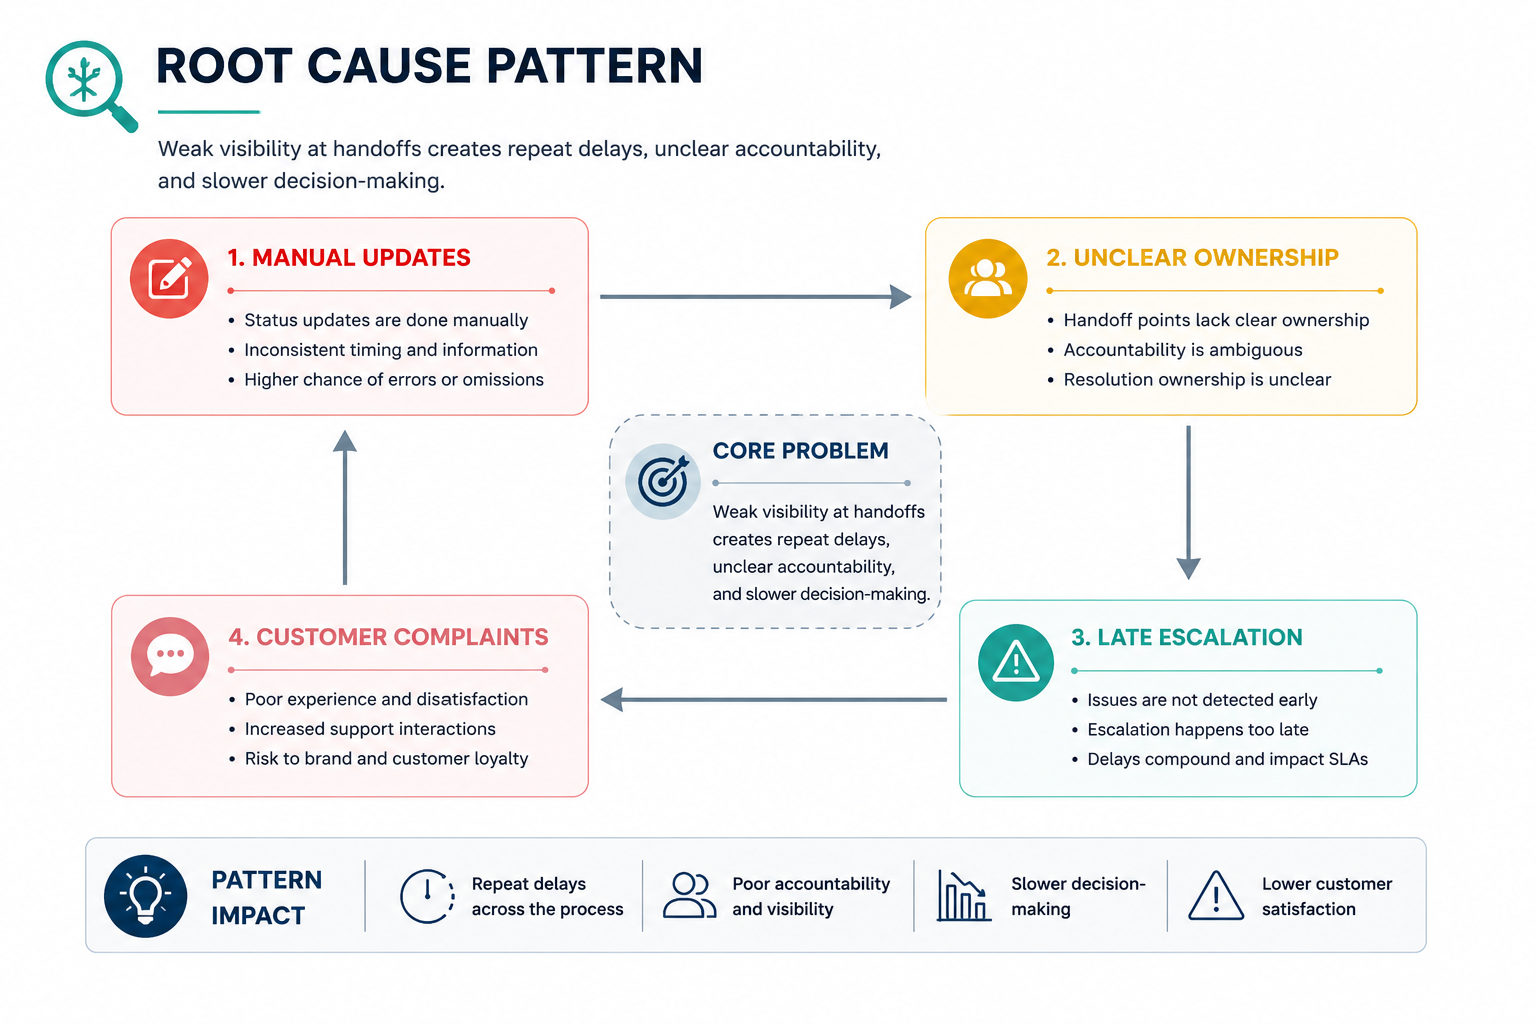 ROOT CAUSE PATTERN
Weak visibility at handoffs creates repeat delays, unclear accountability,
and slower decision-making.
1. MANUAL UPDATES
• Status updates are done manually
• Inconsistent timing and information
• Higher chance of errors or omissions
2. UNCLEAR OWNERSHIP
• Handoff points lack clear ownership
• Accountability is ambiguous
• Resolution ownership is unclear
CORE PROBLEM
Weak visibility at handoffs
creates repeat delays,
unclear accountability,
and slower decision-making.
3. LATE ESCALATION
• Issues are not detected early
• Escalation happens too late
• Delays compound and impact SLAs
4. CUSTOMER COMPLAINTS
• Poor experience and disatisfaction
• Increased support interactions
• Risk to brand and customer loyalty
PATTERN
IMPACT
Repeat delays
across the process
Poor accountability
and visibility
Slower decision-
making
Lower customer
satisfaction